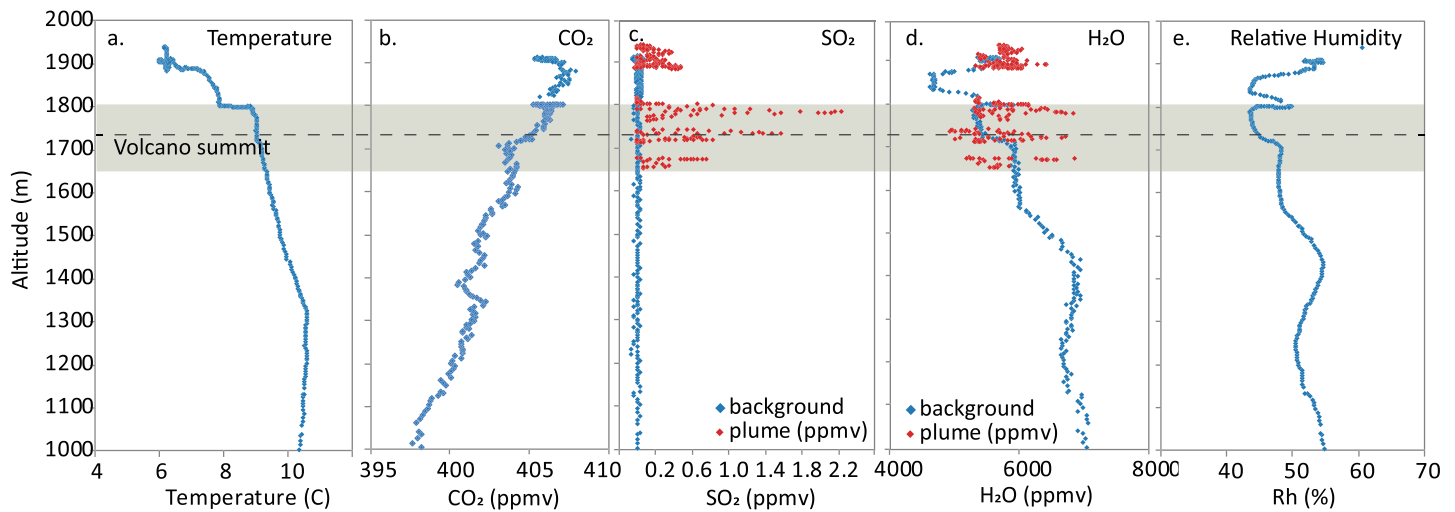 a. Temperature
b. CO₂
c. SO₂
d. H₂O
e. Relative Humidity
2000
1900
1800
1700
1600
1500
1400
1300
1200
1100
1000
Altitude (m)
Volcano summit
background
plume (ppmv)
background
plume (ppmv)
4 6 8 10
395 400 405 410
0.2 0.6 1.0 1.4 1.8 2.2
4000 6000 8000
40 50 60 70
Temperature (C)
CO₂ (ppmv)
SO₂ (ppmv)
H₂O (ppmv)
Rh (%)